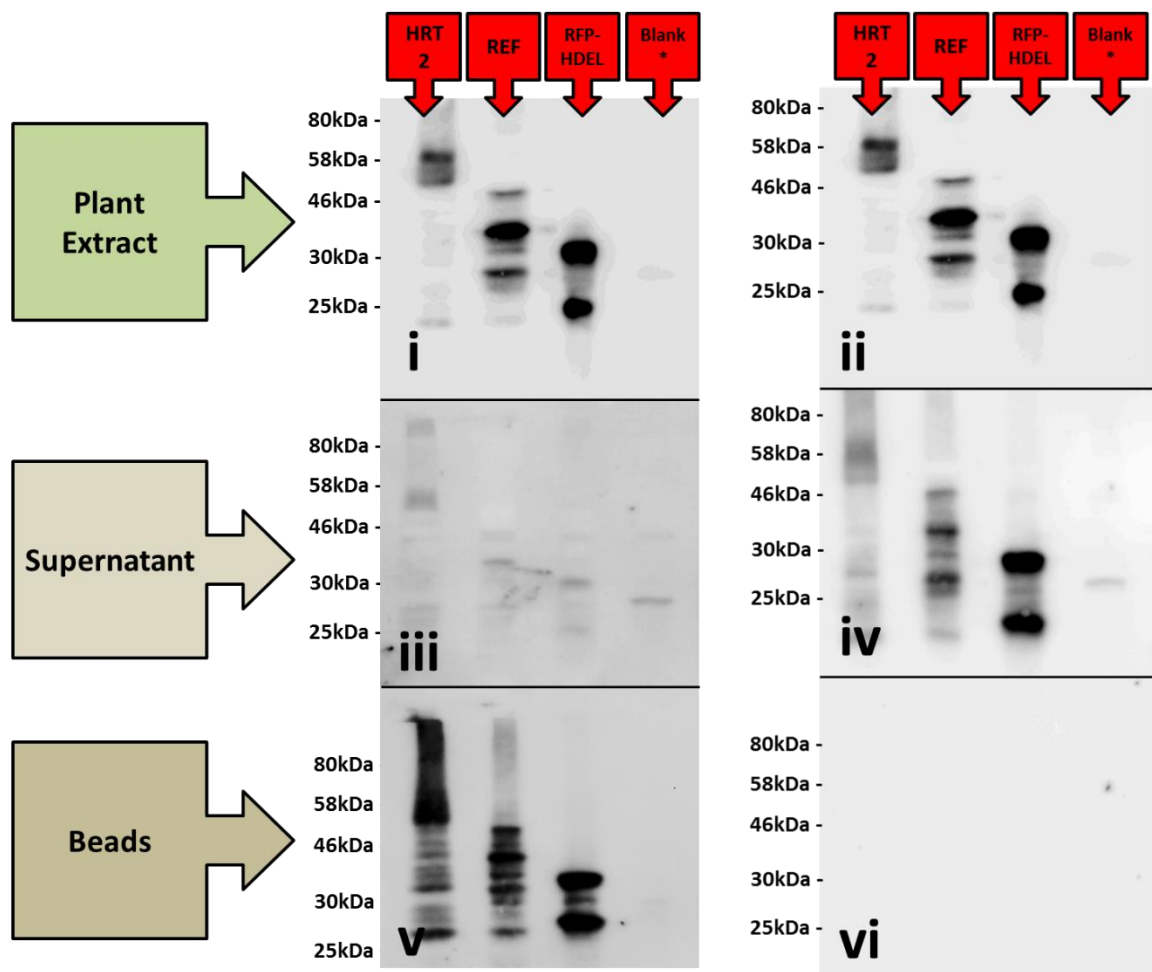 HRT
2
REF
RFP-
HDEL
Blank
*
HRT
2
REF
RFP-
HDEL
Blank
*
Plant
Extract
80kDa -
58kDa -
46kDa -
30kDa -
25kDa -
i
80kDa -
58kDa -
46kDa -
30kDa -
25kDa -
ii
Supernatant
80kDa -
58kDa -
46kDa -
30kDa -
25kDa -
iii
80kDa -
58kDa -
46kDa -
30kDa -
25kDa -
iv
Beads
80kDa
58kDa
46kDa
30kDa
25kDa
v
80kDa -
58kDa -
46kDa -
30kDa -
25kDa -
vi